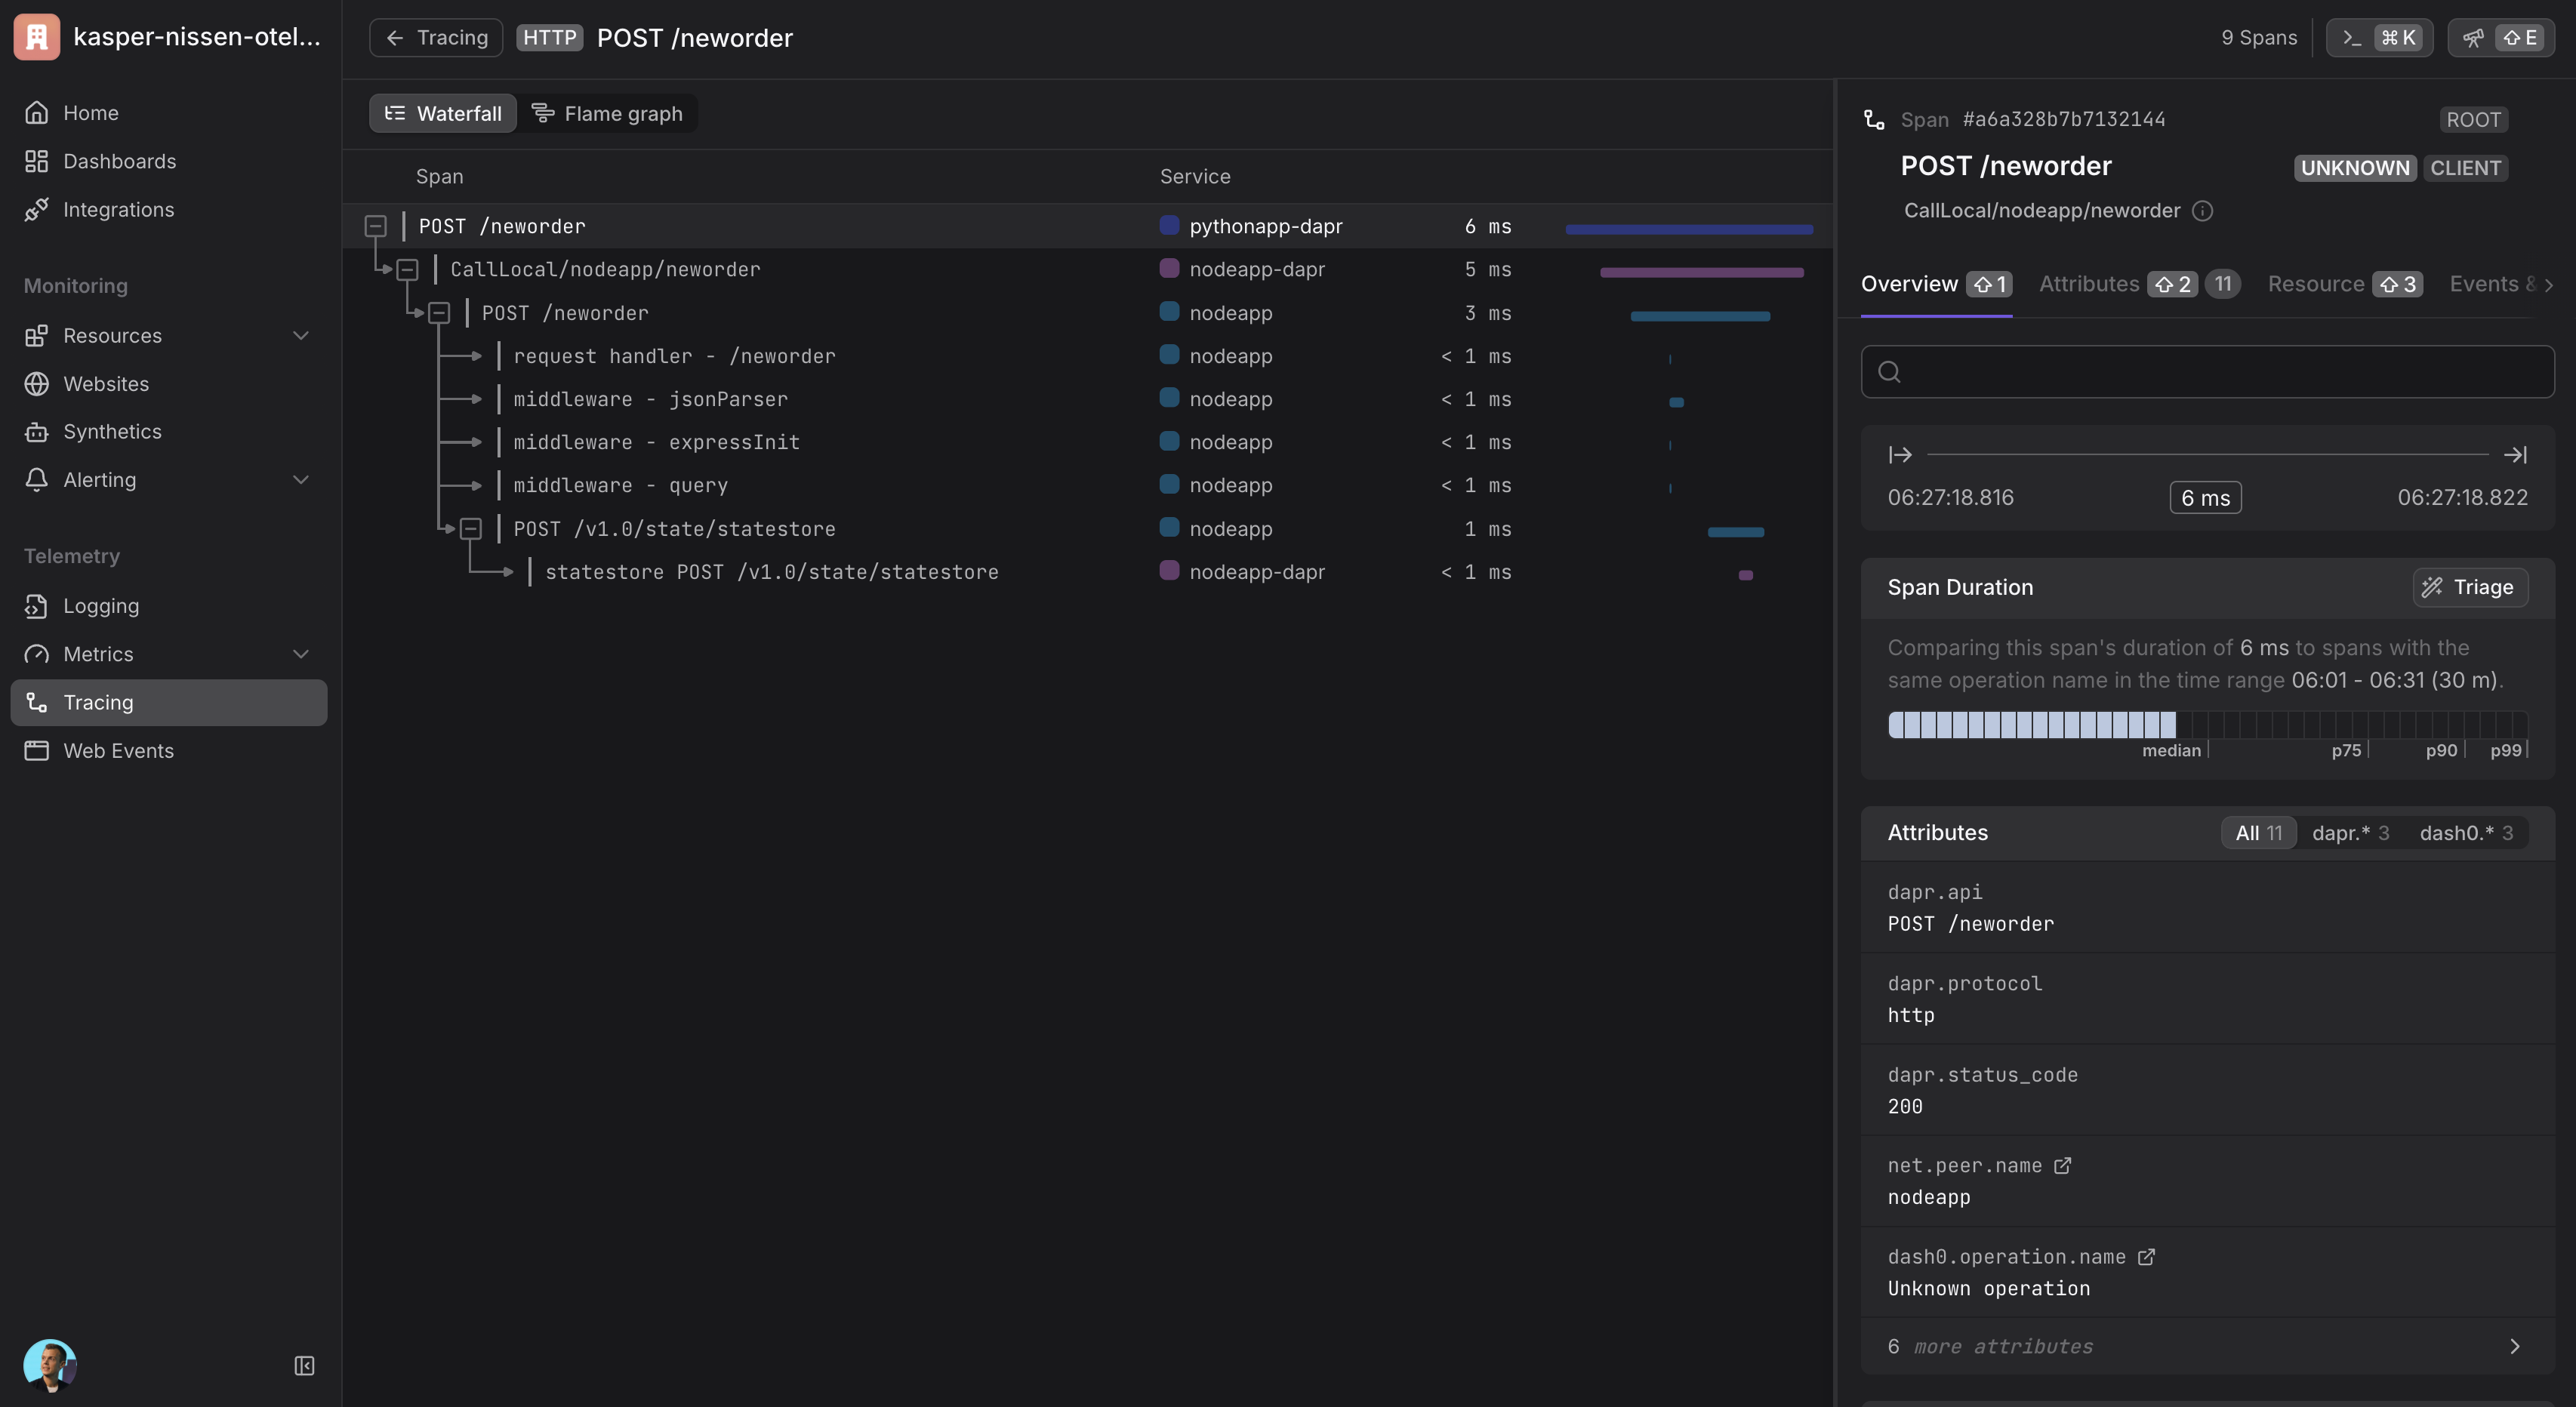 kasper-nissen-otel...
Home
Dashboards
Integrations
Monitoring
Resources
Websites
Synthetics
Alerting
Telemetry
Logging
Metrics
Tracing
Web Events
← Tracing HTTP POST /neworder
9 Spans ⌘ K ⇧ E
Waterfall Flame graph
Span Service
POST /neworder pythonapp-dapr 6 ms
CallLocal/nodeapp/neworder nodeapp-dapr 5 ms
POST /neworder nodeapp 3 ms
request handler - /neworder nodeapp < 1 ms
middleware - jsonParser nodeapp < 1 ms
middleware - expressInit nodeapp < 1 ms
middleware - query nodeapp < 1 ms
POST /v1.0/state/statestore nodeapp 1 ms
statestore POST /v1.0/state/statestore nodeapp-dapr < 1 ms
Span #a6a328b7b7132144 ROOT
POST /neworder UNKNOWN CLIENT
CallLocal/nodeapp/neworder
Overview ⇧1 Attributes ⇧2 11 Resource ⇧3 Events &
06:27:18.816 6 ms 06:27:18.822
Span Duration Triage
Comparing this span's duration of 6 ms to spans with the
same operation name in the time range 06:01 - 06:31 (30 m).
median p75 p90 p99
Attributes All 11 dapr.* 3 dash0.* 3
dapr.api
POST /neworder
dapr.protocol
http
dapr.status_code
200
net.peer.name
nodeapp
dash0.operation.name
Unknown operation
6 more attributes